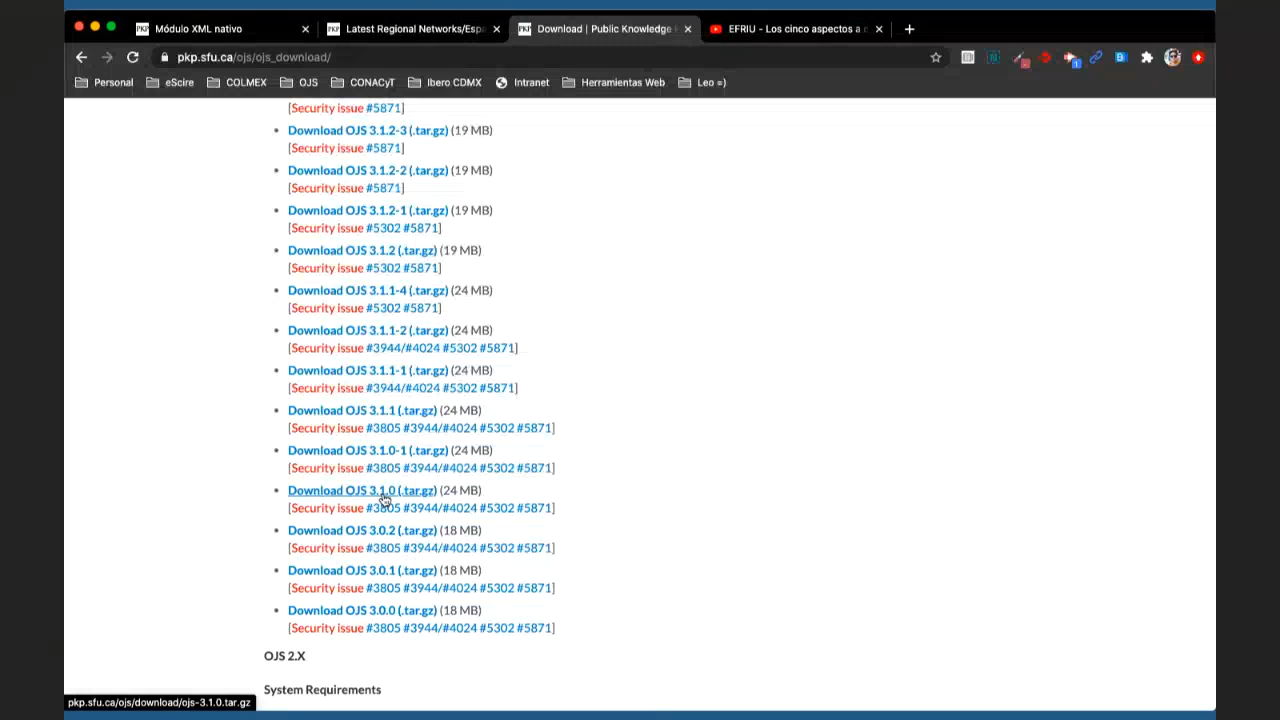 Módulo XML nativo
Latest Regional Networks/Espa
Download | Public Knowledge
EFRIU - Los cinco aspectos a
pkp.sfu.ca/ojs/ojs_download/
Personal
eScire
COLMEX
OJS
CONACyT
Ibero CDMX
Intranet
Herramientas Web
Leo =)
[Security issue #5871]
Download OJS 3.1.2-3 (.tar.gz) (19 MB)
[Security issue #5871]
Download OJS 3.1.2-2 (.tar.gz) (19 MB)
[Security issue #5871]
Download OJS 3.1.2-1 (.tar.gz) (19 MB)
[Security issue #5302 #5871]
Download OJS 3.1.2 (.tar.gz) (19 MB)
[Security issue #5302 #5871]
Download OJS 3.1.1-4 (.tar.gz) (24 MB)
[Security issue #5302 #5871]
Download OJS 3.1.1-2 (.tar.gz) (24 MB)
[Security issue #3944/#4024 #5302 #5871]
Download OJS 3.1.1-1 (.tar.gz) (24 MB)
[Security issue #3944/#4024 #5302 #5871]
Download OJS 3.1.1 (.tar.gz) (24 MB)
[Security issue #3805 #3944/#4024 #5302 #5871]
Download OJS 3.1.0-1 (.tar.gz) (24 MB)
[Security issue #3805 #3944/#4024 #5302 #5871]
Download OJS 3.1.0 (.tar.gz) (24 MB)
[Security issue #3805 #3944/#4024 #5302 #5871]
Download OJS 3.0.2 (.tar.gz) (18 MB)
[Security issue #3805 #3944/#4024 #5302 #5871]
Download OJS 3.0.1 (.tar.gz) (18 MB)
[Security issue #3805 #3944/#4024 #5302 #5871]
Download OJS 3.0.0 (.tar.gz) (18 MB)
[Security issue #3805 #3944/#4024 #5302 #5871]
OJS 2.X
System Requirements
pkp.sfu.ca/ojs/download/ojs-3.1.0.tar.gz